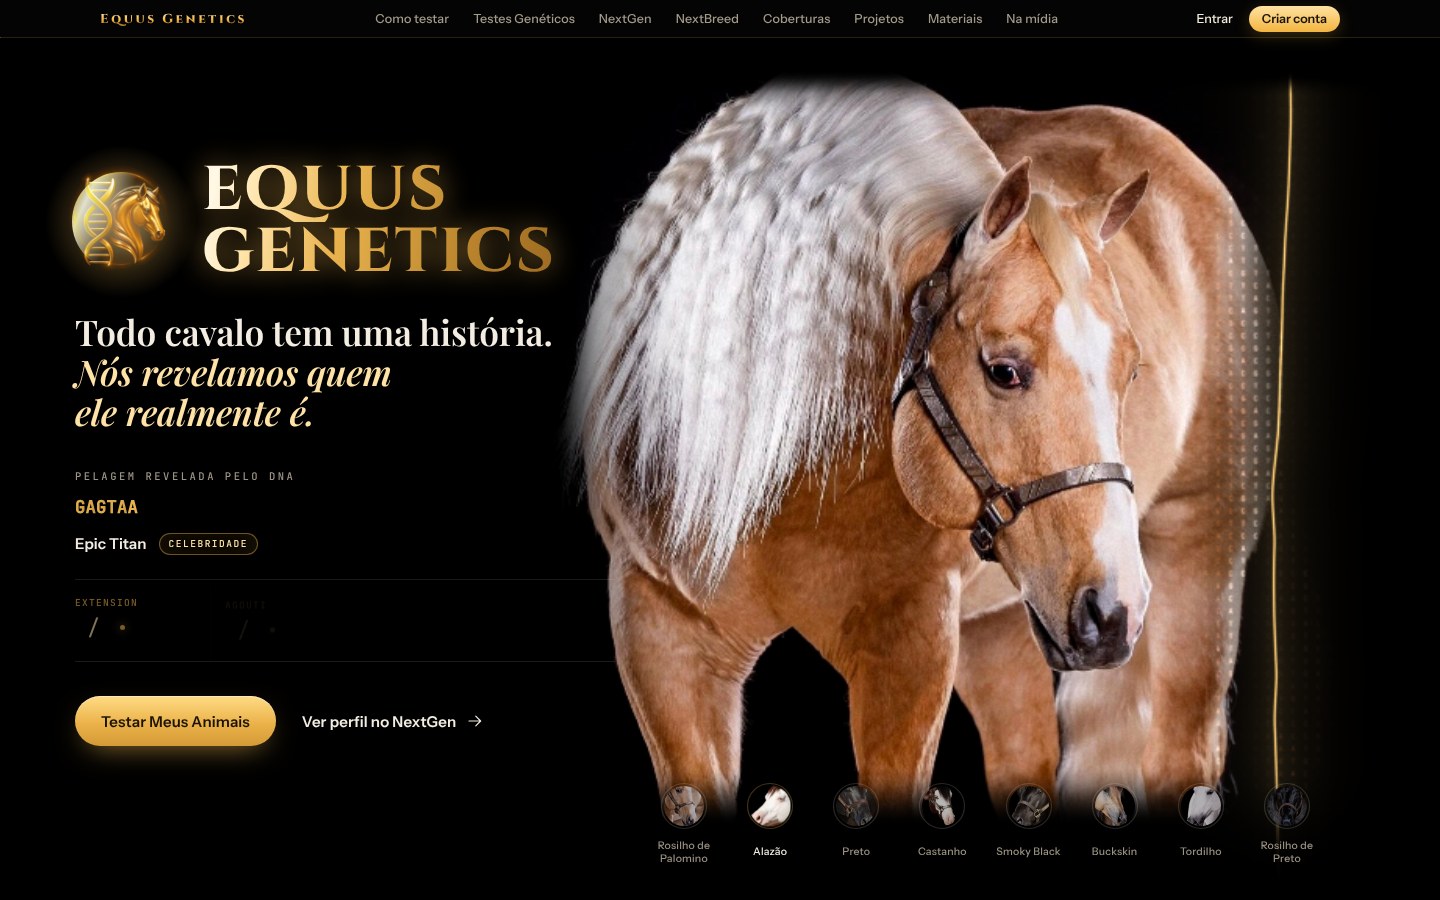 Equus Genetics
Como testar
Testes Genéticos
NextGen
NextBreed
Coberturas
Projetos
Materiais
Na mídia
Entrar
Criar conta
EQUUS
GENETICS
Todo cavalo tem uma história.
Nós revelamos quem
ele realmente é.
PELAGEM REVELADA PELO DNA
GAGTAA
Epic Titan
CELEBRIDADE
EXTENSION
AGOUTI
/
/
Testar Meus Animais
Ver perfil no NextGen →
Rosilho de
Palomino
Alazão
Preto
Castanho
Smoky Black
Buckskin
Tordilho
Rosilho de
Preto